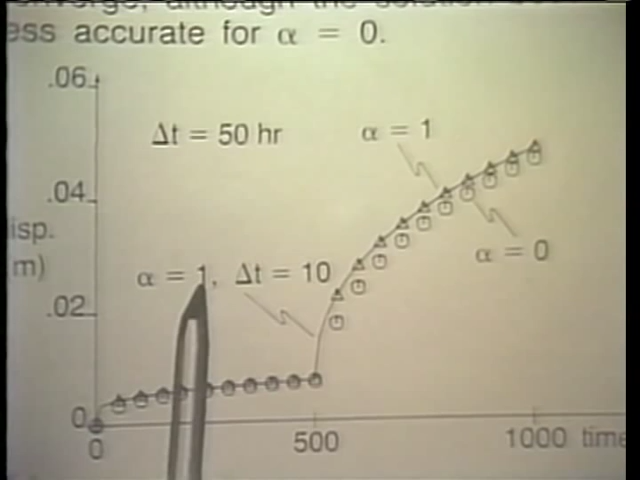 ess accurate for α = 0.
.06
Δt = 50 hr
α = 1
.04
isp.
m)
α = 0
α = 1, Δt = 10
.02
0
0 500 1000 time